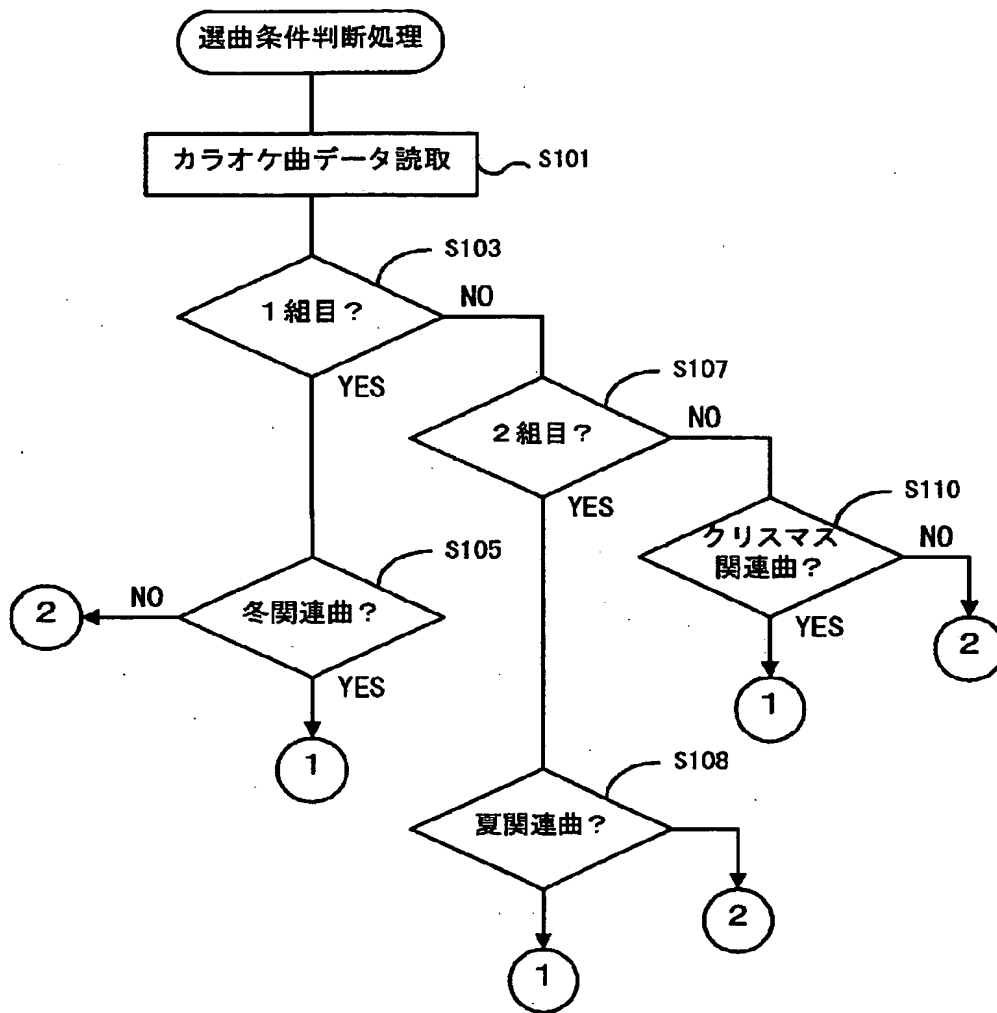 選曲条件判断処理
カラオケ曲データ読取
S101
S103
1組目?
NO
YES
S107
2組目?
NO
YES
S110
クリスマス
関連曲?
NO
YES
2
1
S105
冬関連曲?
NO
2
YES
1
S108
夏関連曲?
2
1